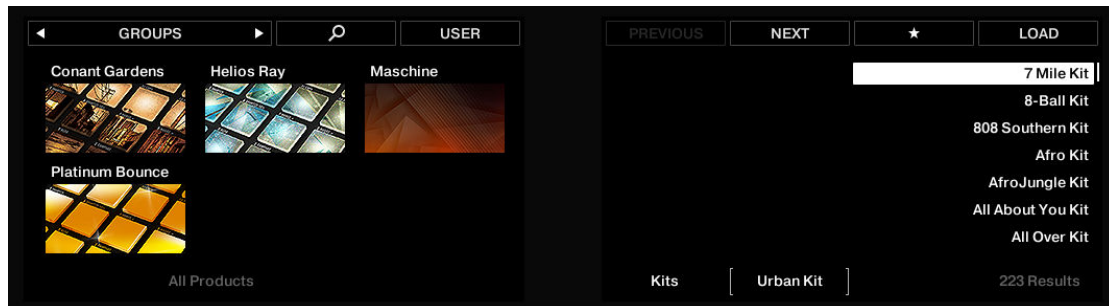 GROUPS
USER
Conant Gardens Helios Ray Maschine
Platinum Bounce
All Products
PREVIOUS NEXT ★ LOAD
7 Mile Kit
8-Ball Kit
808 Southern Kit
Afro Kit
AfroJungle Kit
All About You Kit
All Over Kit
Kits Urban Kit 223 Results